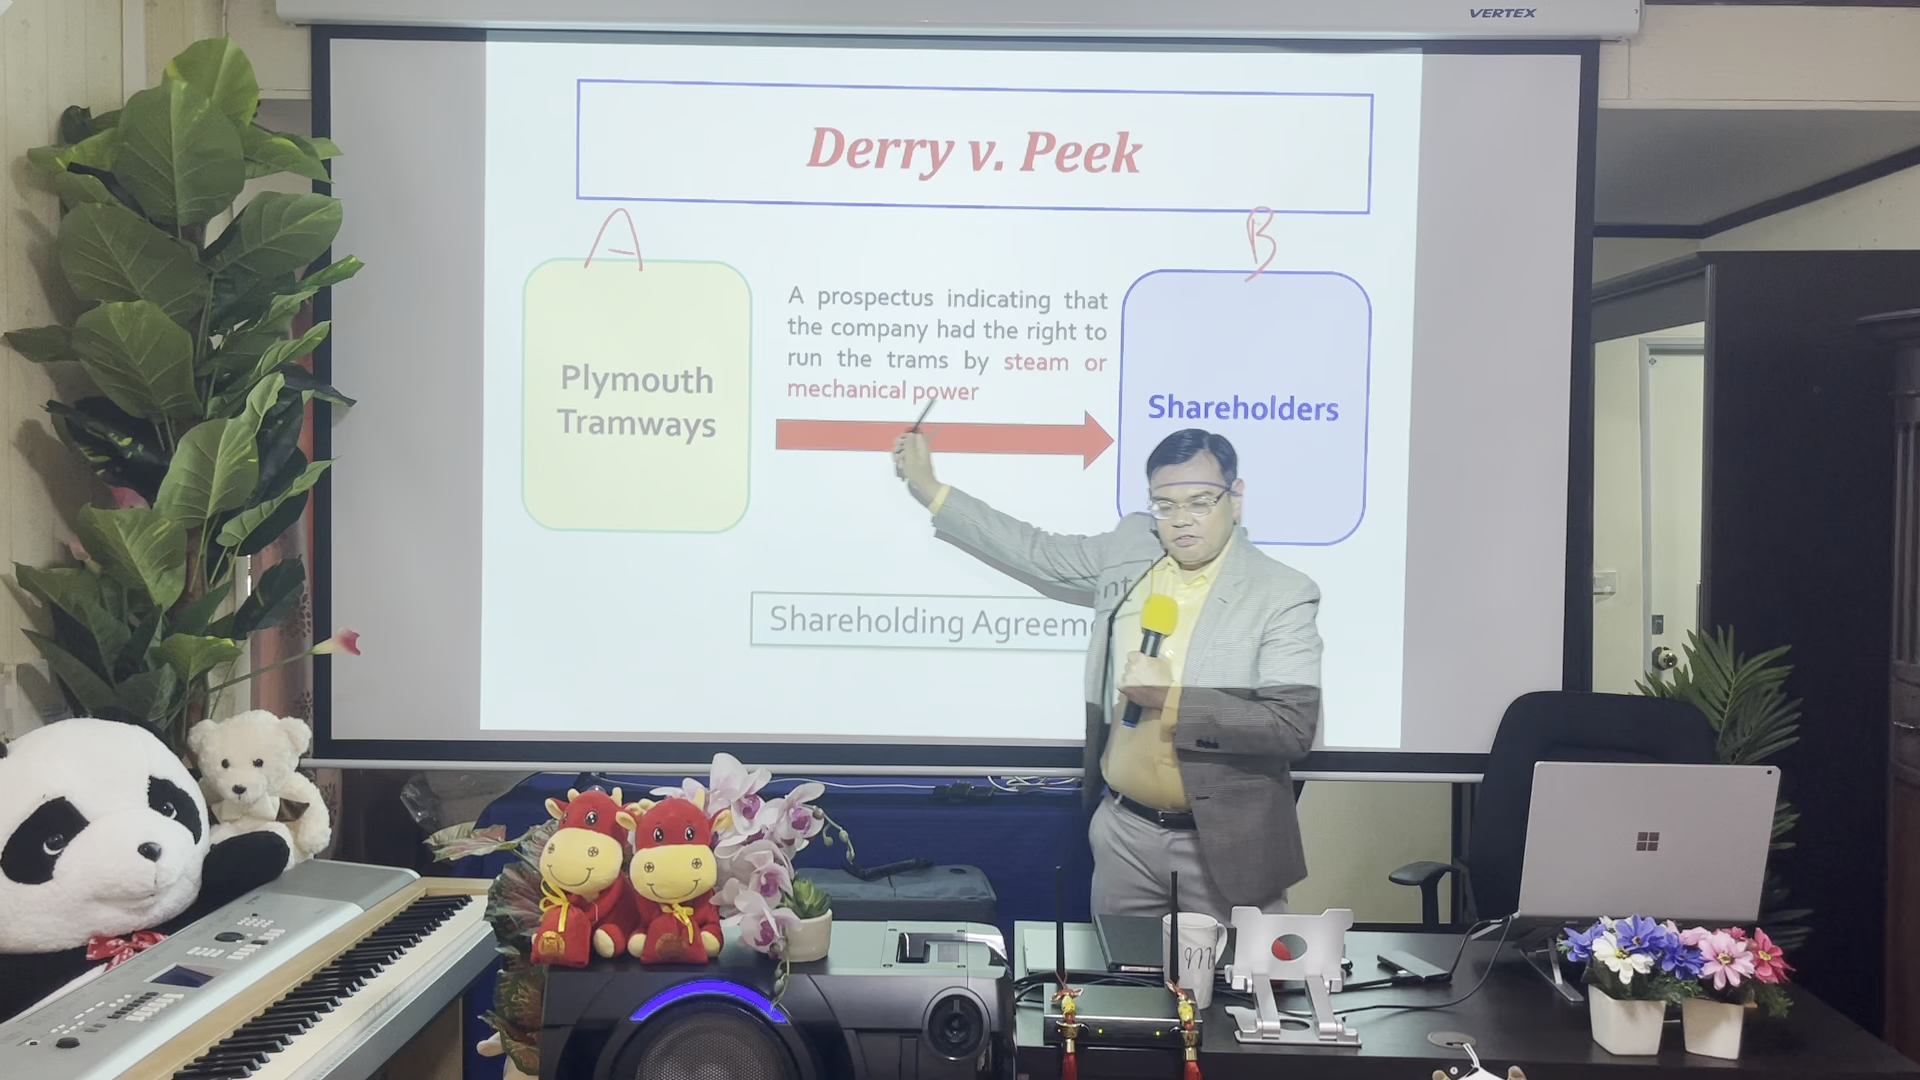 VERTEX
Derry v. Peek
A
B
A prospectus indicating that
the company had the right to
run the trams by steam or
mechanical power
Plymouth
Tramways
Shareholders
Shareholding Agreement
m